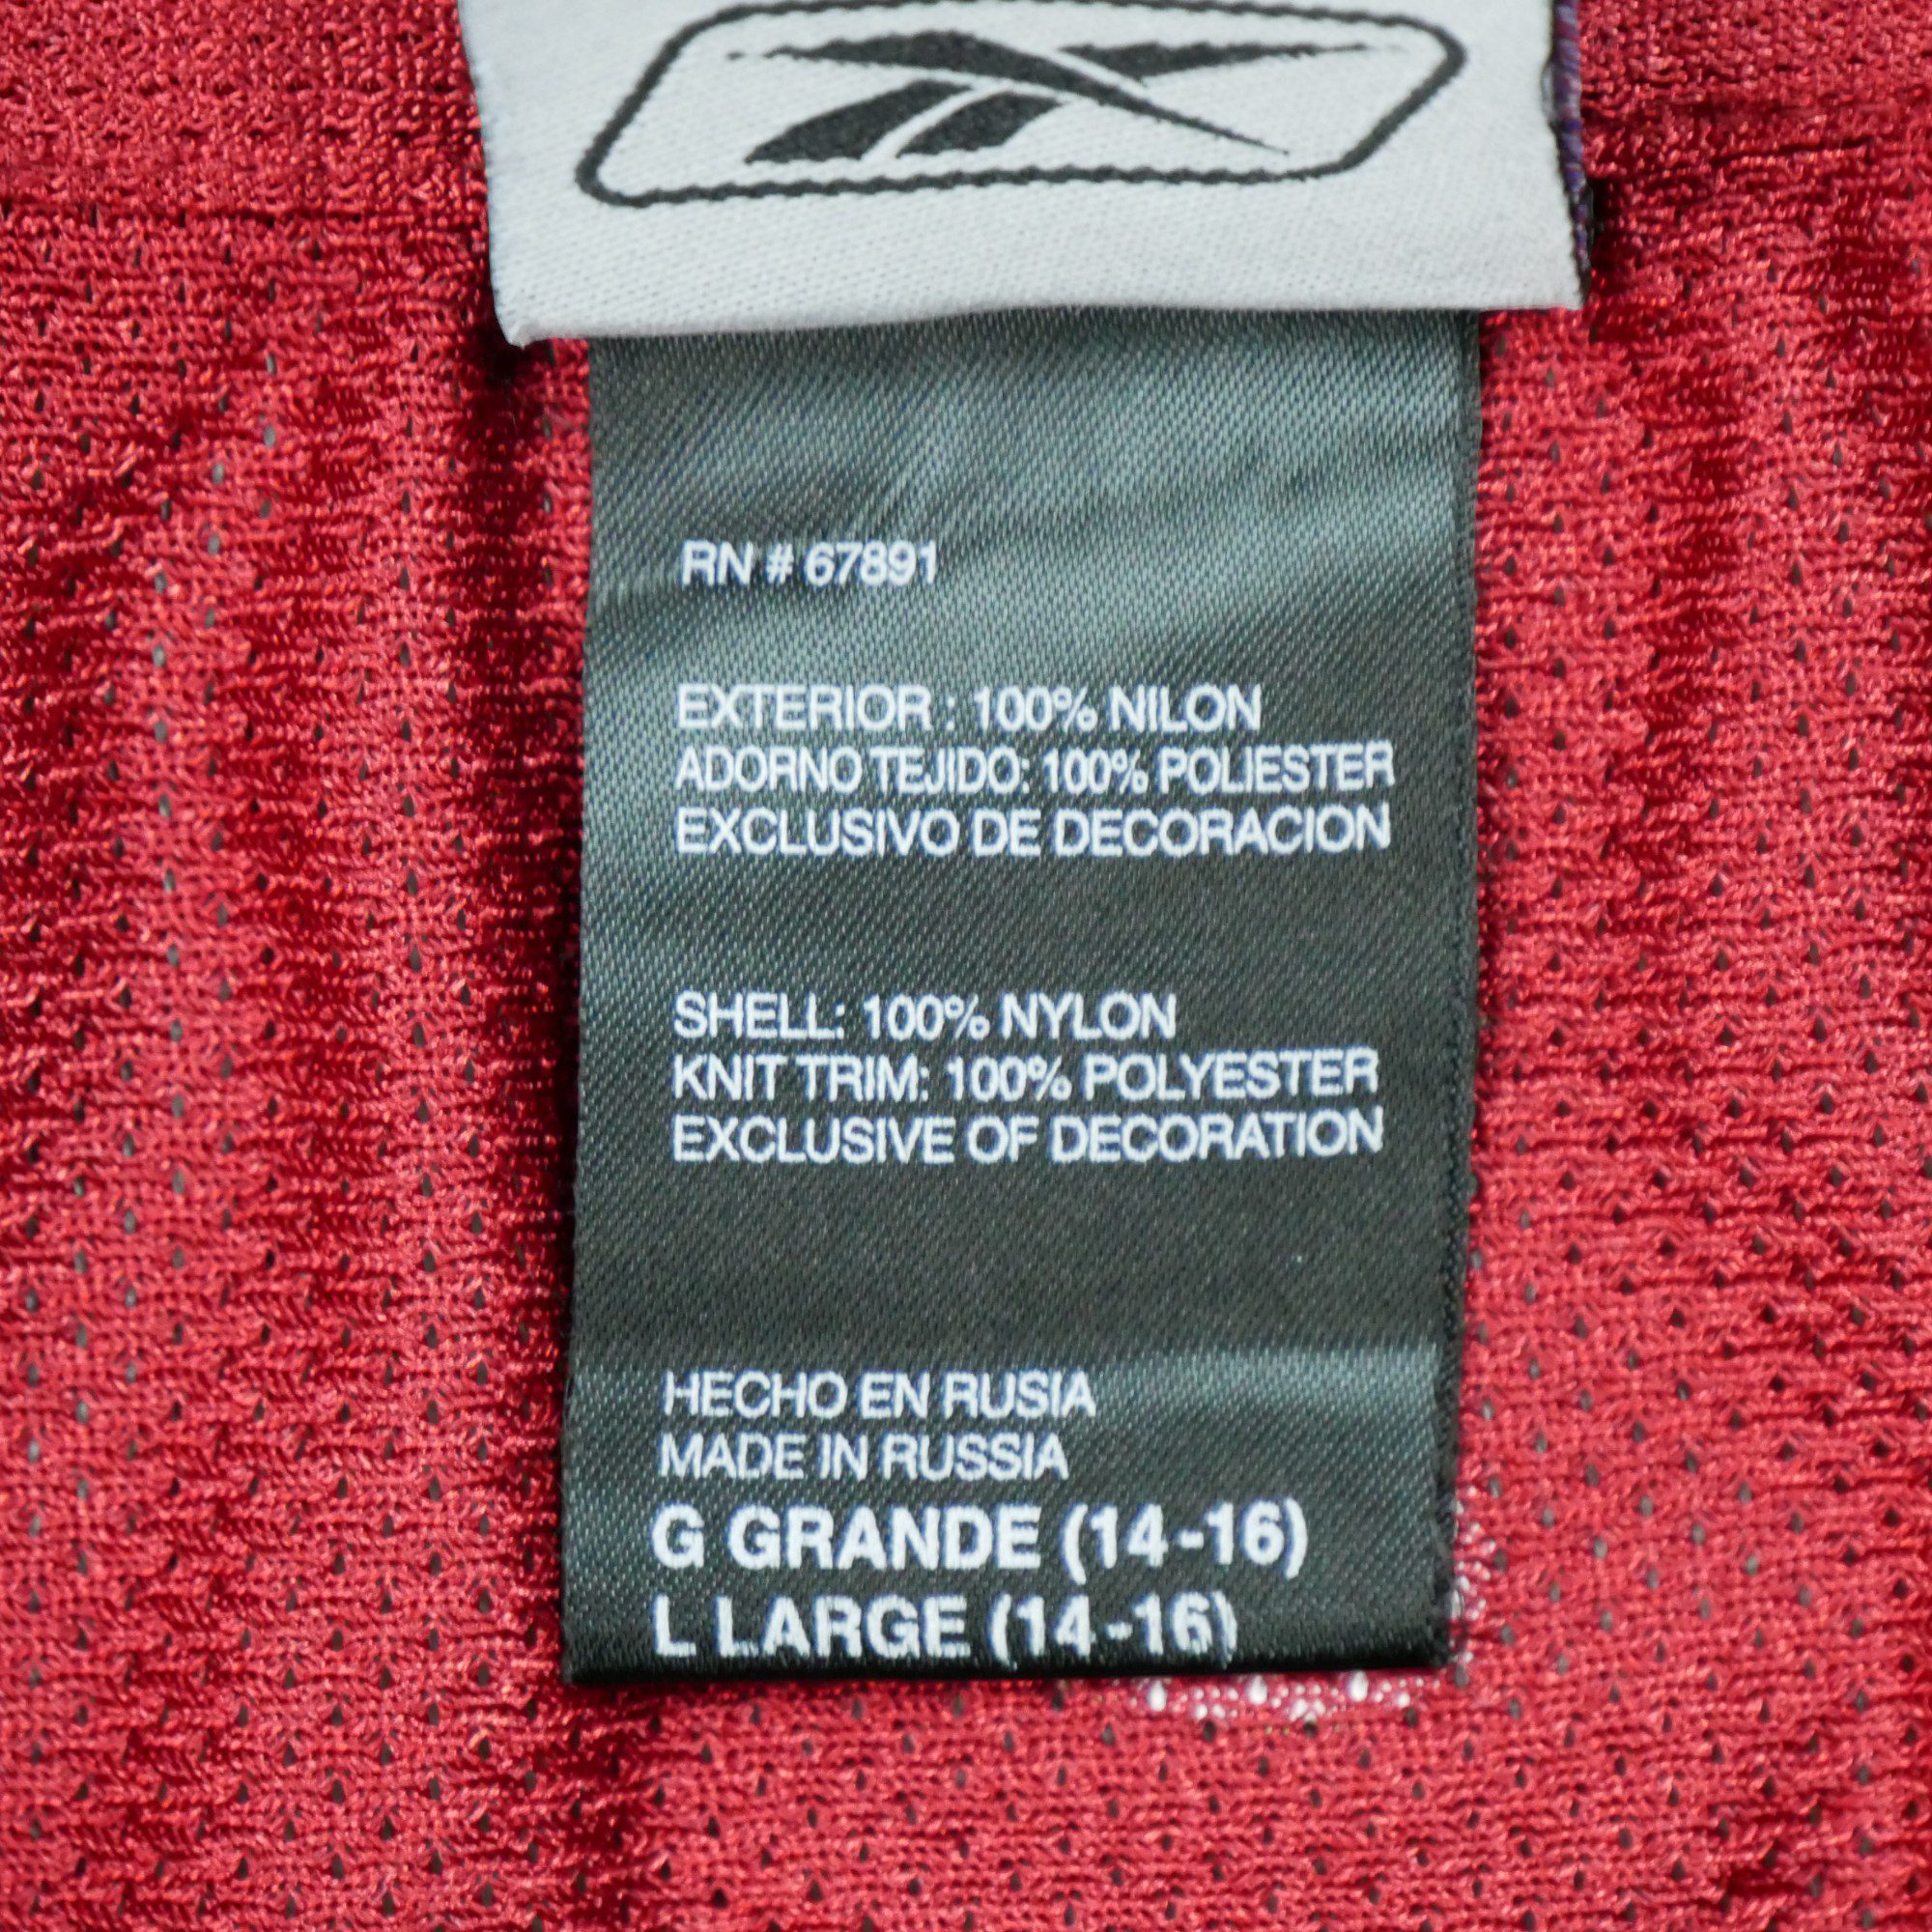 RN # 67891
EXTERIOR : 100% NILON
ADORNO TEJIDO: 100% POLIESTER
EXCLUSIVO DE DECORACION
SHELL: 100% NYLON
KNIT TRIM: 100% POLYESTER
EXCLUSIVE OF DECORATION
HECHO EN RUSIA
MADE IN RUSSIA
G GRANDE (14-16)
L LARGE (14-16)